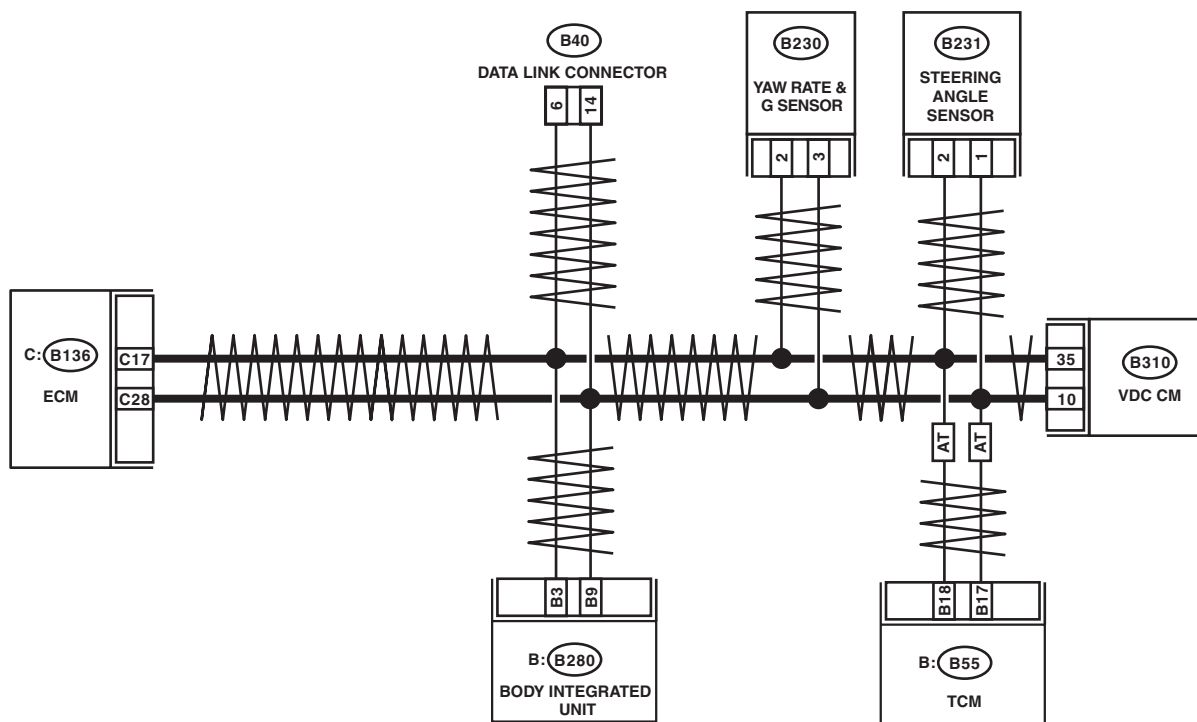 B40
DATA LINK CONNECTOR
6
14
B230
YAW RATE &
G SENSOR
2
3
B231
STEERING
ANGLE
SENSOR
2
1
C: B136
ECM
C17
C28
35
10
B310
VDC CM
AT
AT
B3
B9
B: B280
BODY INTEGRATED
UNIT
B18
B17
B: B55
TCM